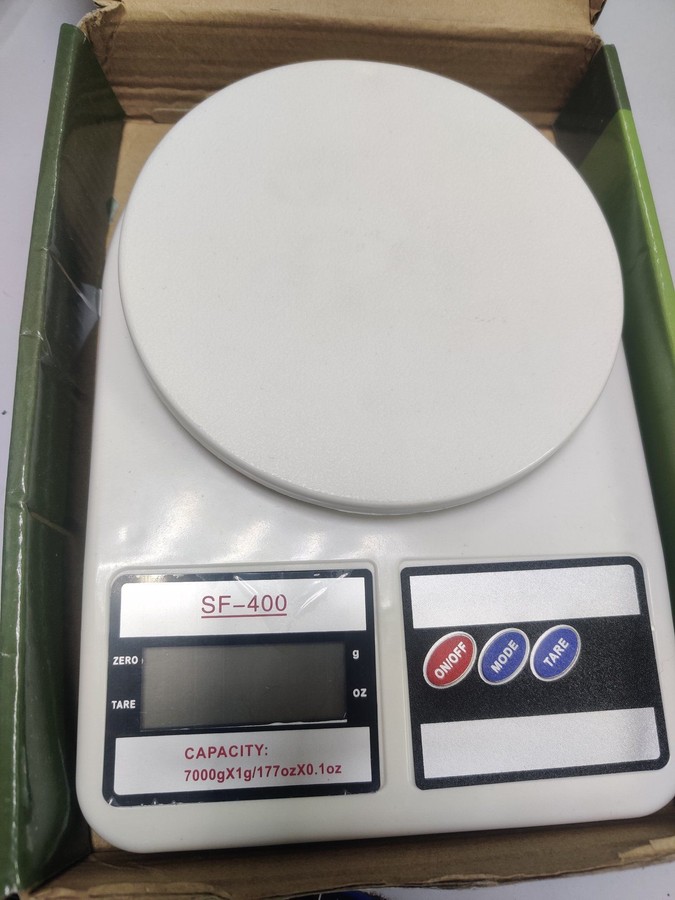 SF-400
ZERO
g
TARE
OZ
CAPACITY:
7000gX1g/177ozX0.1oz
ON/OFF
MODE
TARE